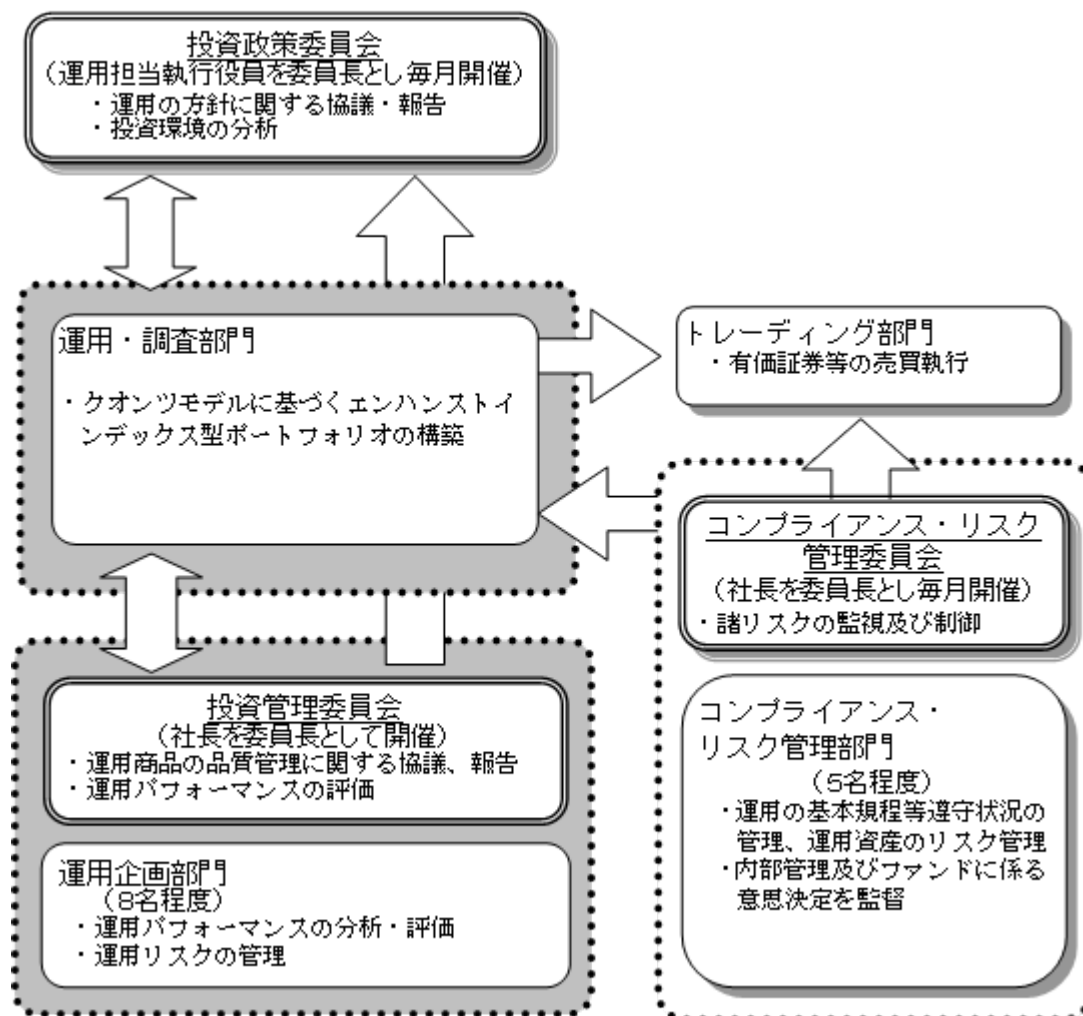 投資政策委員会
（運用担当執行役員を委員長とし毎月開催）
・運用の方針に関する協議・報告
・投資環境の分析
運用・調査部門
・クオンツモデルに基づくエンハンストイ
ンデックス型ポートフォリオの構築
トレーディング部門
・有価証券等の売買執行
コンプライアンス・リスク
管理委員会
（社長を委員長とし毎月開催）
・諸リスクの監視及び制御
投資管理委員会
（社長を委員長として開催）
・運用商品の品質管理に関する協議、報告
・運用パフォーマンスの評価
運用企画部門
（8名程度）
・運用パフォーマンスの分析・評価
・運用リスクの管理
コンプライアンス・
リスク管理部門
（5名程度）
・運用の基本規程等遵守状況の
管理、運用資産のリスク管理
・内部管理及びファンドに係る
意思決定を監督